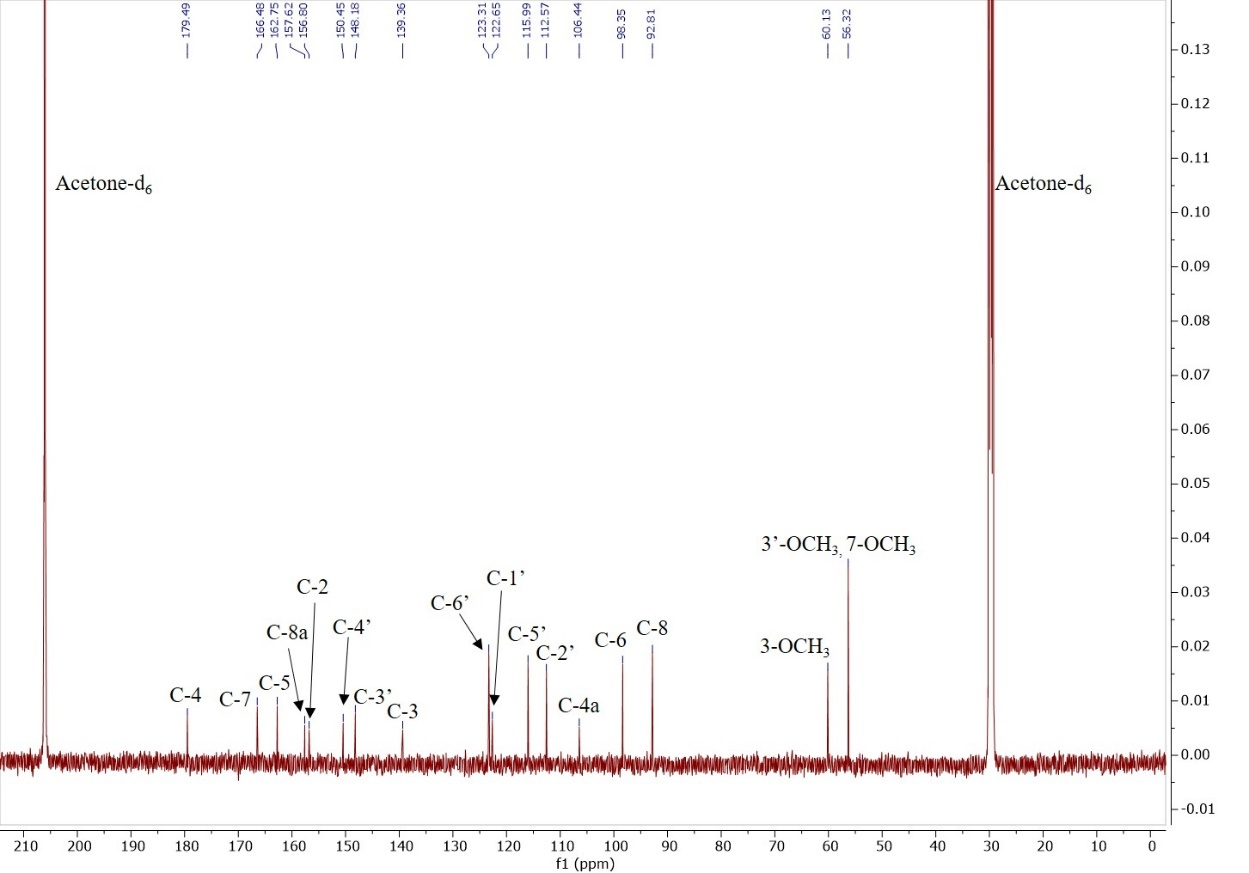 179.49
166.48
162.75
157.62
156.80
150.45
148.18
139.36
123.31
122.65
115.99
112.57
106.44
98.35
92.81
60.13
56.32
Acetone-d₆
Acetone-d₆
3’-OCH₃, 7-OCH₃
C-2
C-1’
C-6’
C-8a
C-4’
C-5’
C-6
C-8
C-2’
3-OCH₃
C-4
C-7
C-5
C-3’
C-3
C-4a
0.13
0.12
0.11
0.10
0.09
0.08
0.07
0.06
0.05
0.04
0.03
0.02
0.01
0.00
-0.01
210 200 190 180 170 160 150 140 130 120 110 100 90 80 70 60 50 40 30 20 10 0
f1 (ppm)